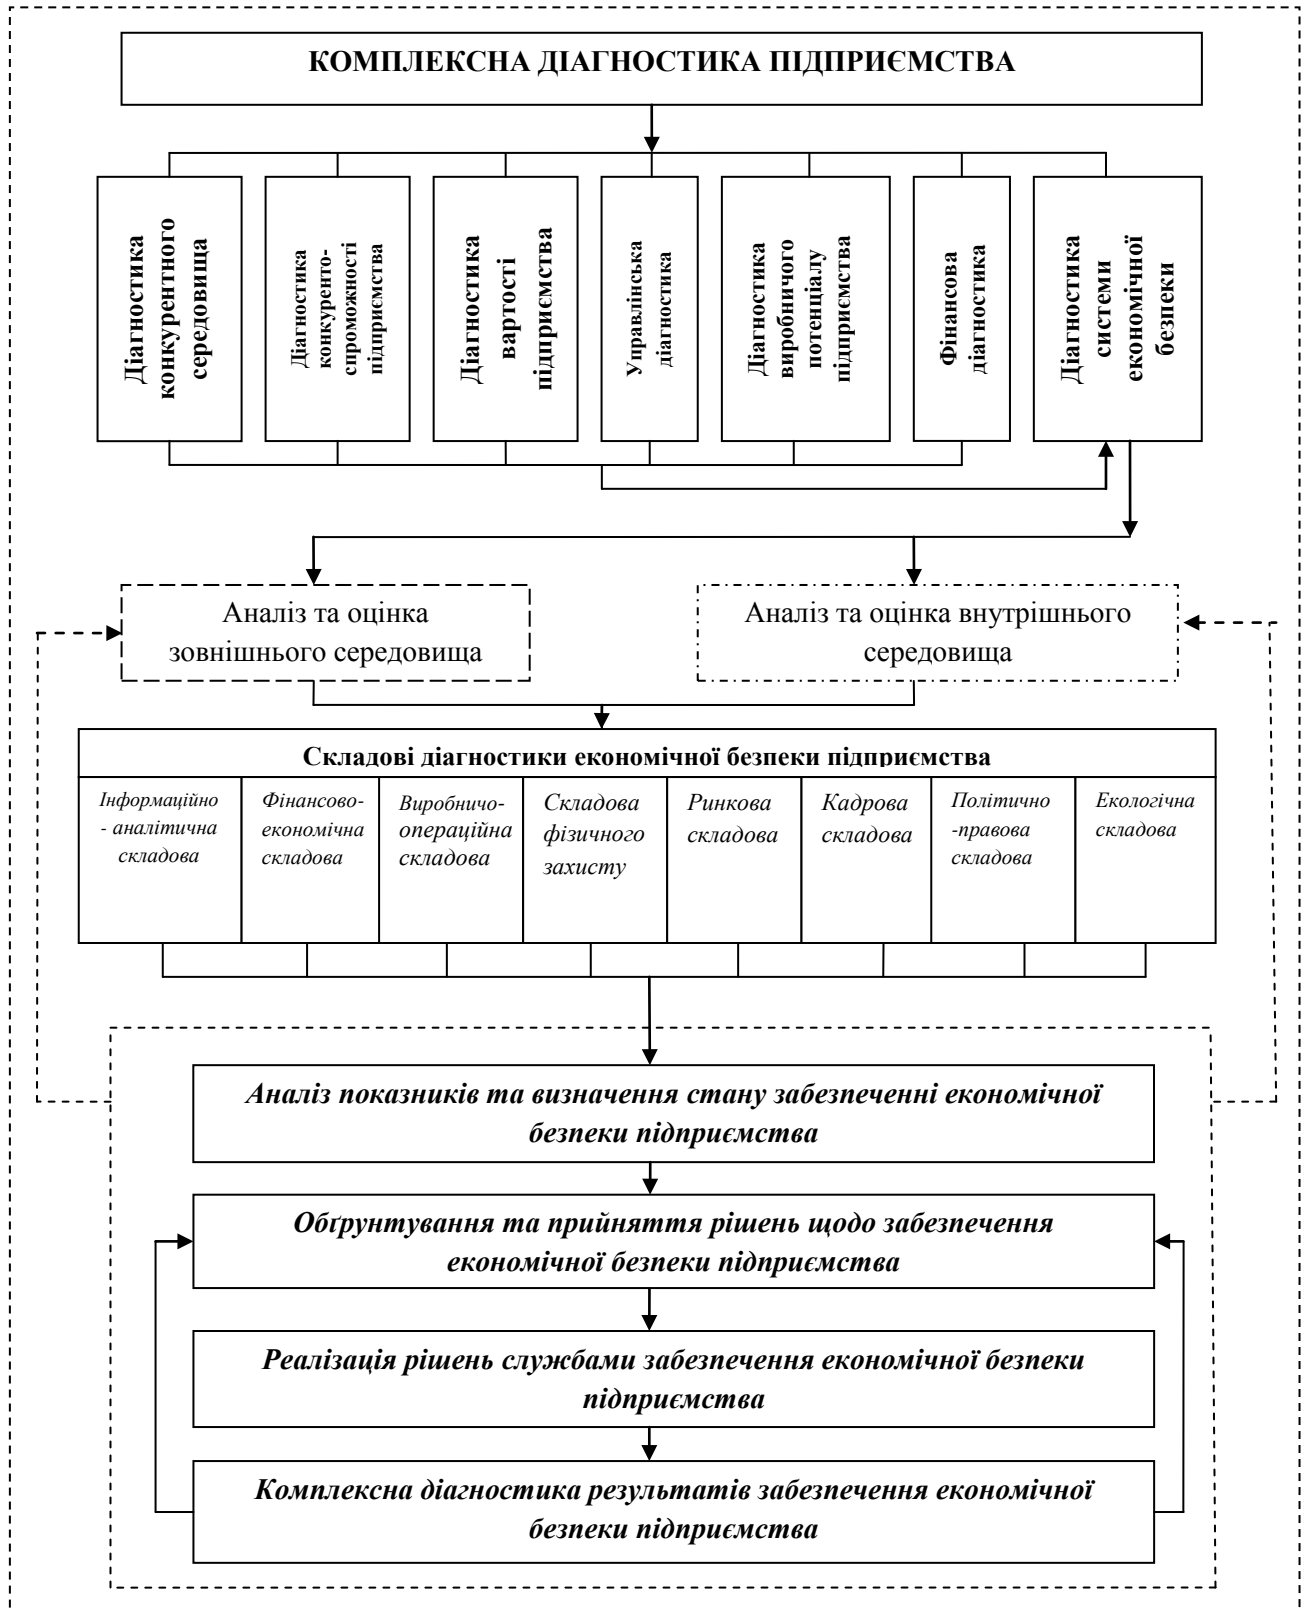 КОМПЛЕКСНА ДІАГНОСТИКА ПІДПРИЄМСТВА
Діагностика
конкурентного
середовища
Діагностика
конкуренто-
спроможності
підприємства
Діагностика
вартості
підприємства
Управлінська
діагностика
Діагностика
виробничого
потенціалу
підприємства
Фінансова
діагностика
Діагностика
системи
економічної
безпеки
Аналіз та оцінка
зовнішнього середовища
Аналіз та оцінка внутрішнього
середовища
Складові діагностики економічної безпеки підприємства
Інформаційно
- аналітична
складова
Фінансово-
економічна
складова
Виробничо-
операційна
складова
Складова
фізичного
захисту
Ринкова
складова
Кадрова
складова
Політично
-правова
складова
Екологічна
складова
Аналіз показників та визначення стану забезпеченні економічної
безпеки підприємства
Обґрунтування та прийняття рішень щодо забезпечення
економічної безпеки підприємства
Реалізація рішень службами забезпечення економічної безпеки
підприємства
Комплексна діагностика результатів забезпечення економічної
безпеки підприємства